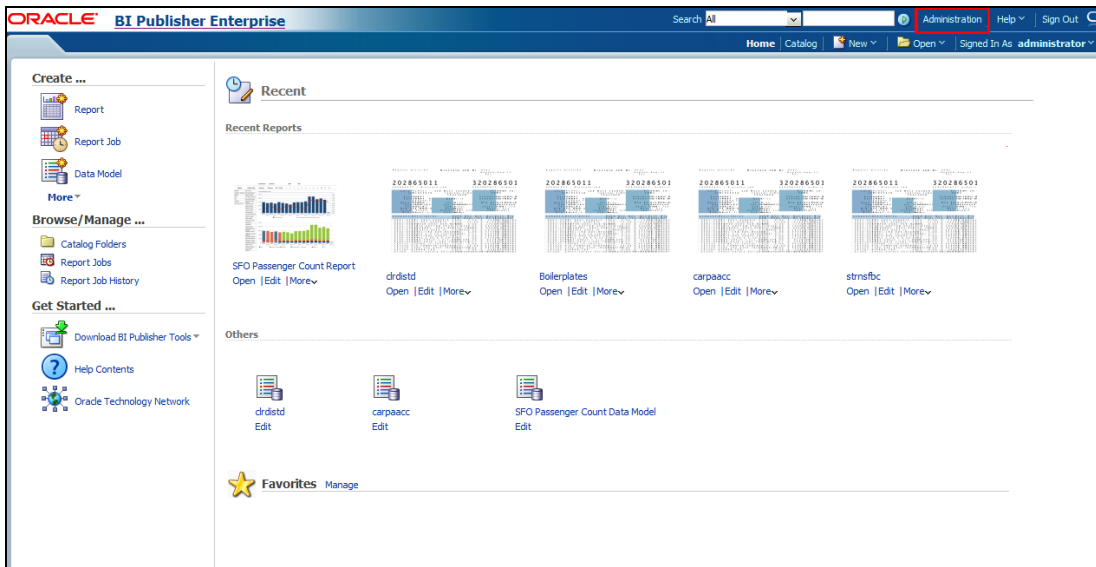 ORACLE BI Publisher Enterprise
Search All Administration Help Sign Out
Home Catalog New Open Signed In As administrator
Create ...
Report
Report Job
Data Model
More
Browse/Manage ...
Catalog Folders
Report Jobs
Report Job History
Get Started ...
Download BI Publisher Tools
Help Contents
Oracle Technology Network
Recent
Recent Reports
202865011 320286501
202865011 320286501
202865011 320286501
202865011 320286501
SFO Passenger Count Report
Open |Edit |More
clrdistd
Open |Edit |More
Boilerplates
Open |Edit |More
carpaacc
Open |Edit |More
strnsfbc
Open |Edit |More
Others
clrdistd
Edit
carpaacc
Edit
SFO Passenger Count Data Model
Edit
Favorites Manage